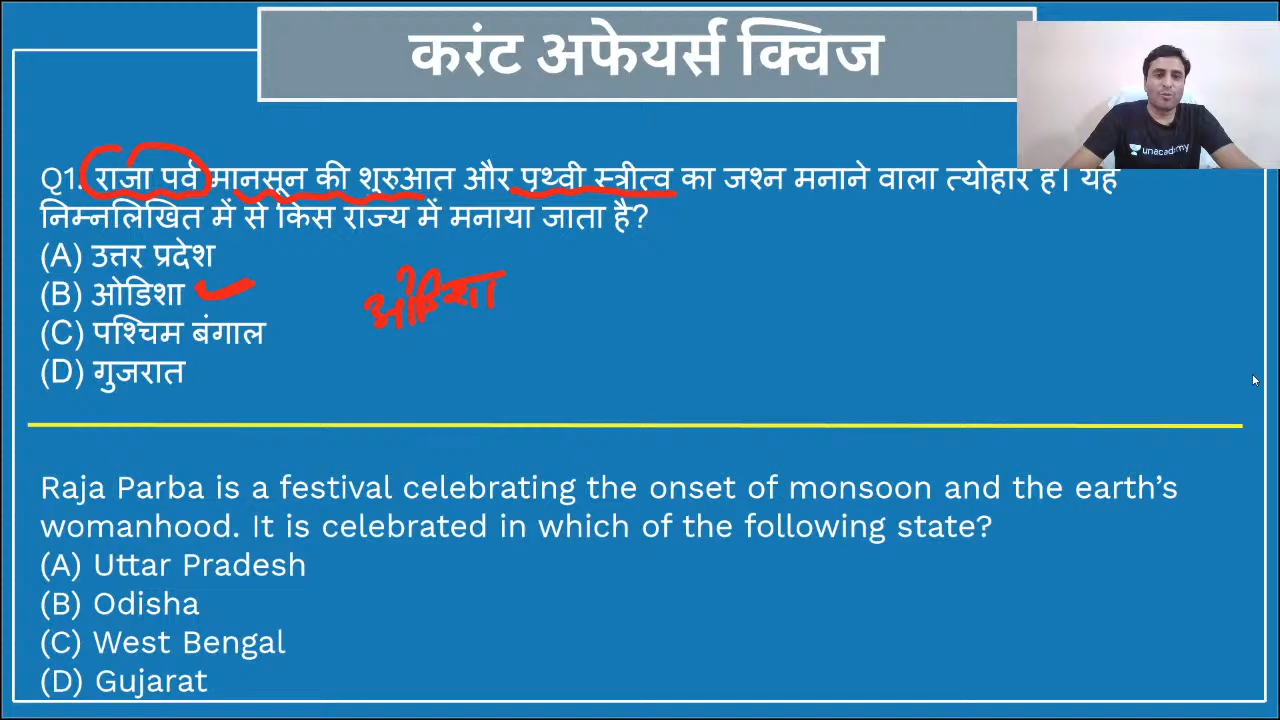 करंट अफेयर्स क्विज
unacademy
Q1. राजा पर्व मानसून की शुरुआत और पृथ्वी स्त्रीत्व का जश्न मनाने वाला त्योहार है। यह
निम्नलिखित में से किस राज्य में मनाया जाता है?
(A) उत्तर प्रदेश
(B) ओडिशा
ओडिशा
(C) पश्चिम बंगाल
(D) गुजरात
Raja Parba is a festival celebrating the onset of monsoon and the earth’s
womanhood. It is celebrated in which of the following state?
(A) Uttar Pradesh
(B) Odisha
(C) West Bengal
(D) Gujarat